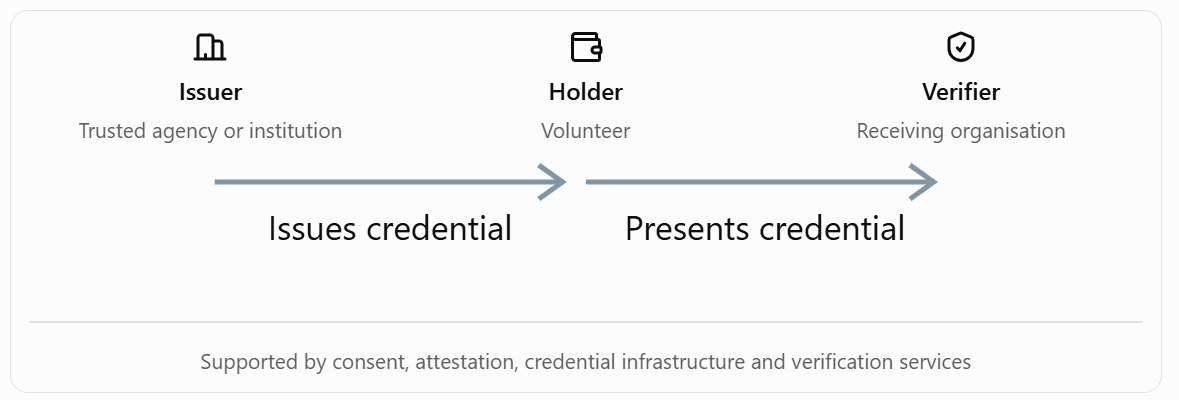 Issuer
Holder
Verifier
Trusted agency or institution
Volunteer
Receiving organisation
Issues credential
Presents credential
Supported by consent, attestation, credential infrastructure and verification services